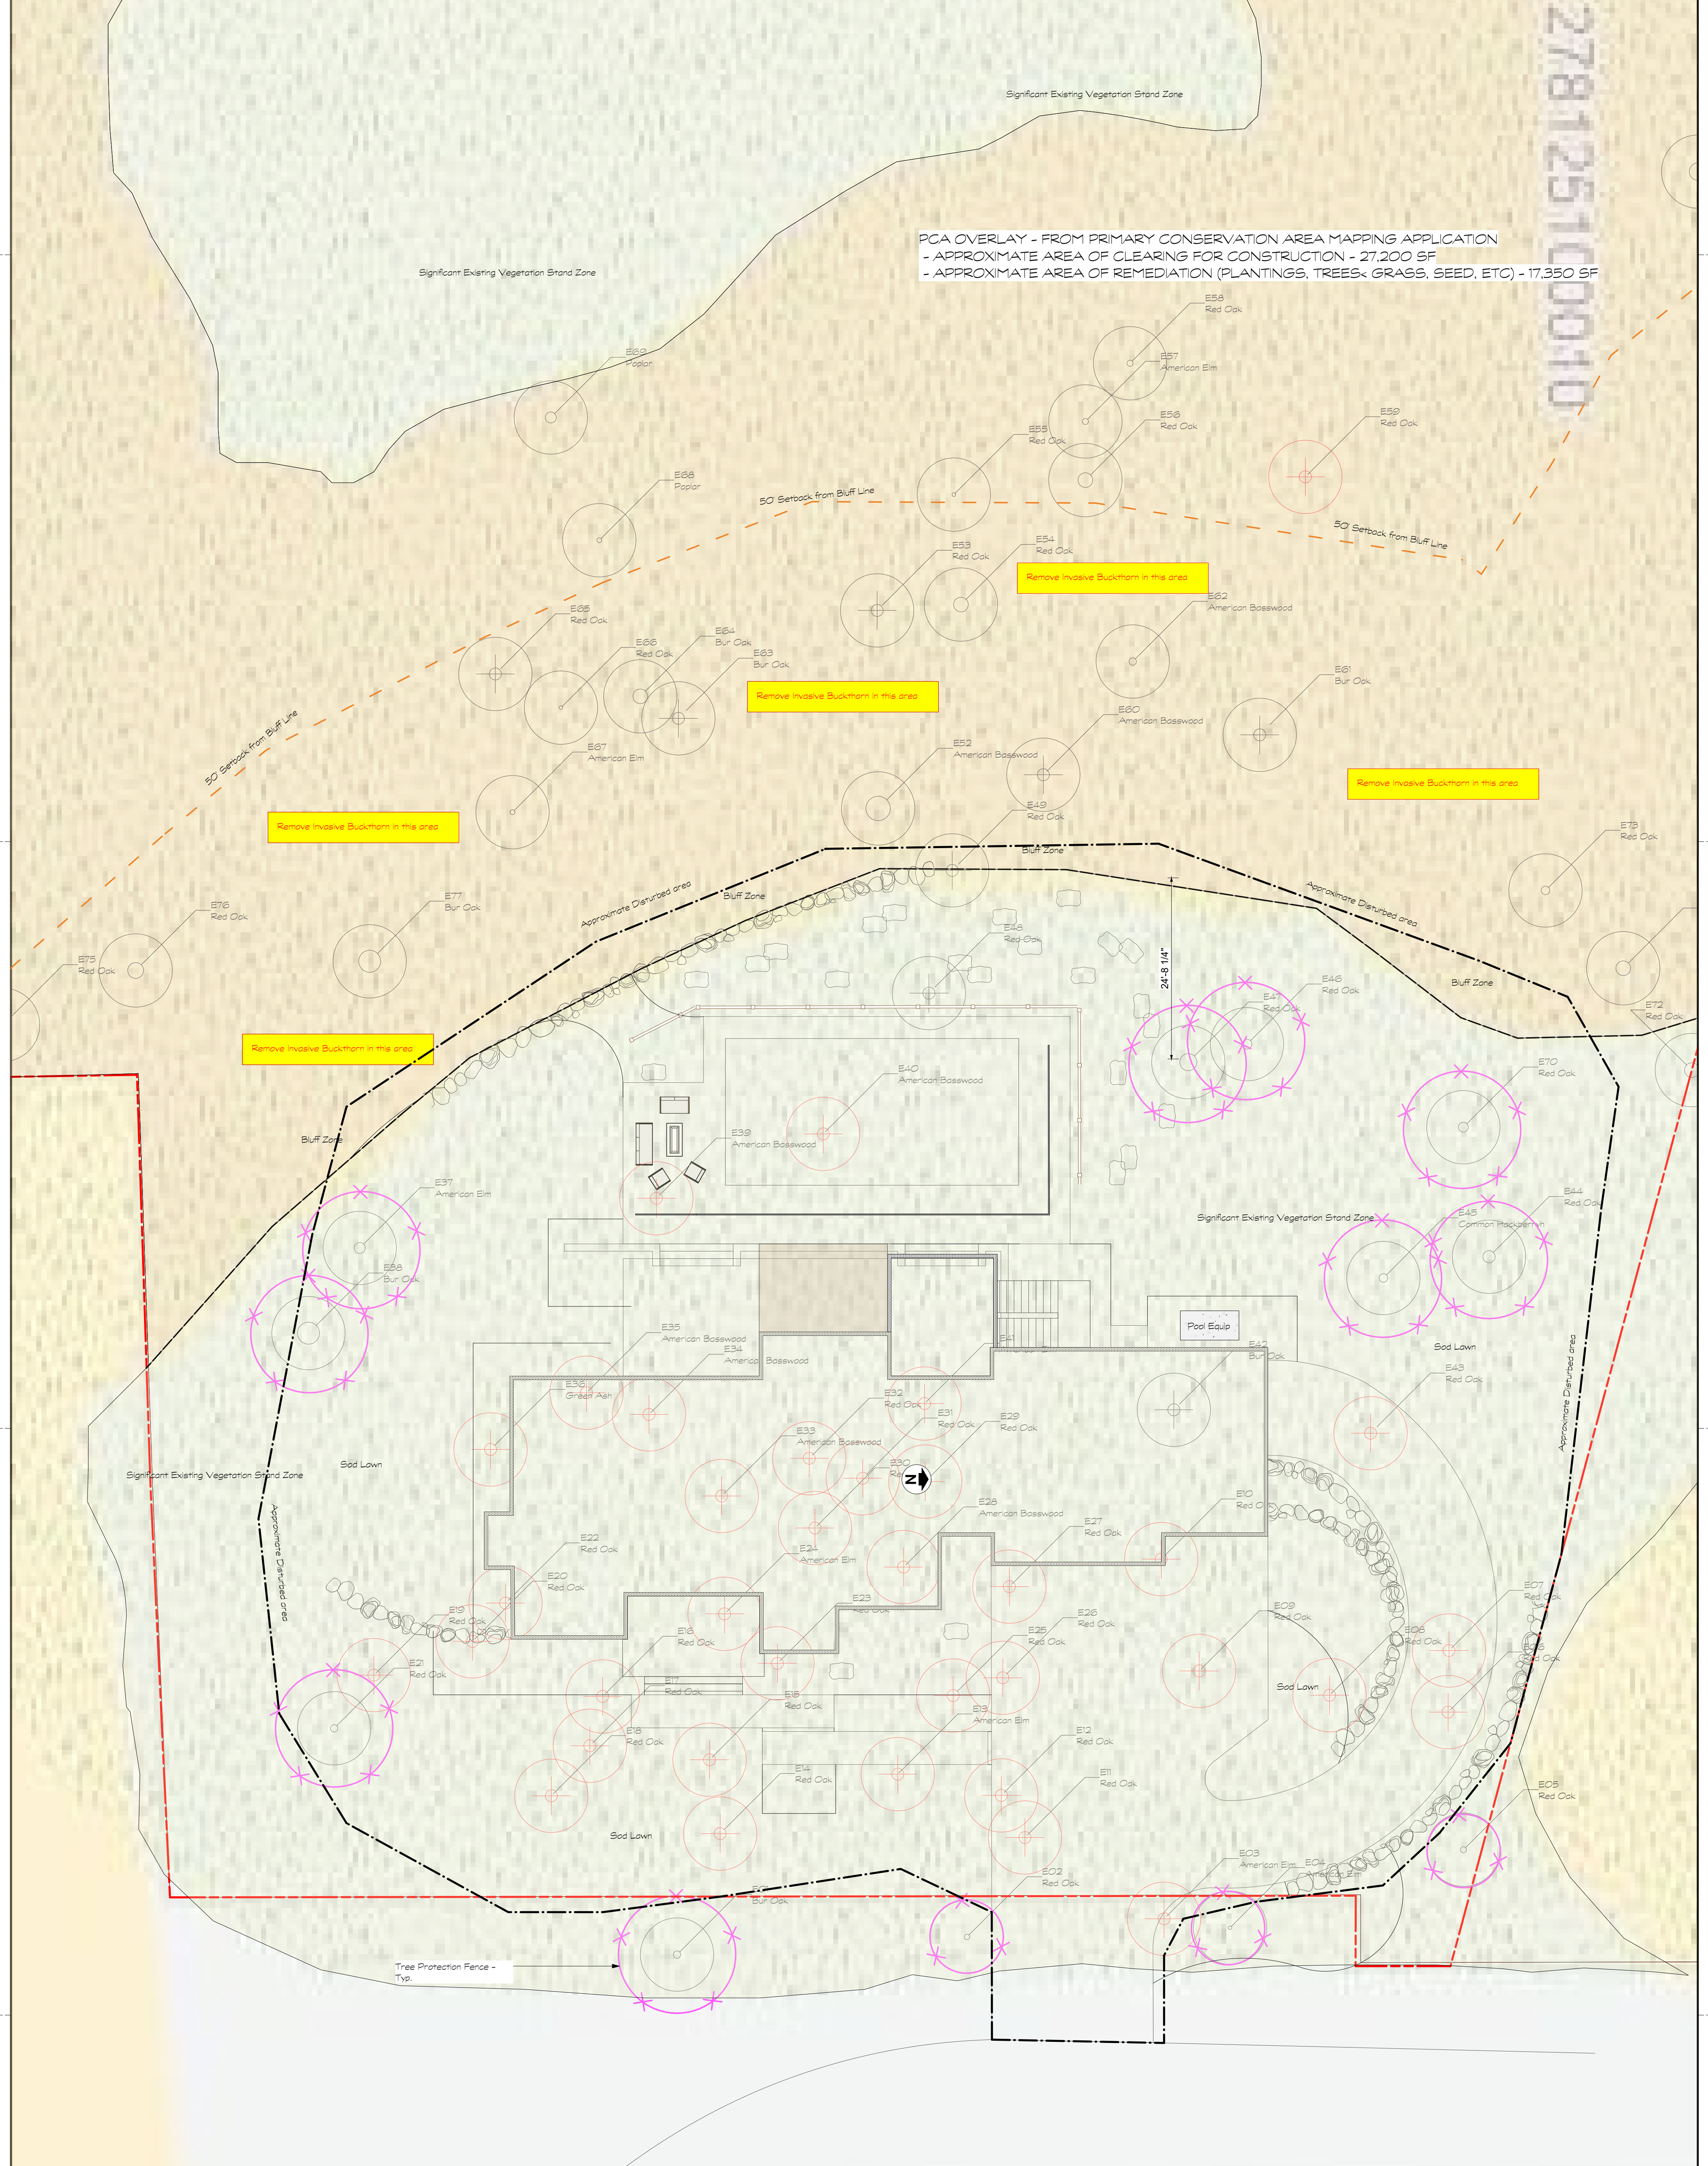 Significant Existing Vegetation Stand Zone
2781251100010
PCA OVERLAY - FROM PRIMARY CONSERVATION AREA MAPPING APPLICATION
- APPROXIMATE AREA OF CLEARING FOR CONSTRUCTION - 27,200 SF
- APPROXIMATE AREA OF REMEDIATION (PLANTINGS, TREES< GRASS, SEED, ETC) - 17,350 SF
Significant Existing Vegetation Stand Zone
E58
Red Oak
E69
Poplar
E57
American Elm
E56
Red Oak
E59
Red Oak
E55
Red Oak
E68
Poplar
50' Setback from Bluff Line
50' Setback from Bluff Line
E53
Red Oak
E54
Red Oak
Remove Invasive Buckthorn in this area
E62
American Basswood
E65
Red Oak
E66
Red Oak
E64
Bur Oak
E63
Bur Oak
E61
Bur Oak
Remove Invasive Buckthorn in this area
50' Setback from Bluff Line
E60
American Basswood
E67
American Elm
E52
American Basswood
Remove Invasive Buckthorn in this area
E49
Red Oak
Remove Invasive Buckthorn in this area
E73
Red Oak
Bluff Zone
Approximate Disturbed area
Bluff Zone
Approximate Disturbed area
E77
Bur Oak
E76
Red Oak
E48
Red Oak
24'-8 1/4"
E75
Red Oak
E46
Red Oak
Bluff Zone
E47
Red Oak
E72
Red Oak
Remove Invasive Buckthorn in this area
E40
American Basswood
E70
Red Oak
Bluff Zone
E39
American Basswood
E37
American Elm
E44
Red Oak
Significant Existing Vegetation Stand Zone
E45
Common Hackberry
E38
Bur Oak
Pool Equip
E35
American Basswood
E34
American Basswood
E41
E42
Bur Oak
Sod Lawn
E43
Red Oak
Approximate Disturbed area
E36
Green Ash
E32
Red Oak
E31
Red Oak
E29
Red Oak
E33
American Basswood
E30
Sod Lawn
Significant Existing Vegetation Stand Zone
N
E28
American Basswood
E10
Red Oak
E27
Red Oak
Approximate Disturbed area
E22
Red Oak
E24
American Elm
E20
Red Oak
E07
Red Oak
E23
Red Oak
E19
Red Oak
E26
Red Oak
E09
Red Oak
E16
Red Oak
E25
Red Oak
E08
Red Oak
E06
Red Oak
E21
Red Oak
E17
Red Oak
Sod Lawn
E15
Red Oak
E13
American Elm
E18
Red Oak
E12
Red Oak
E14
Red Oak
E11
Red Oak
E05
Red Oak
Sod Lawn
E03
American Elm
E04
American Elm
E02
Red Oak
E01
Bur Oak
Tree Protection Fence -
Typ.